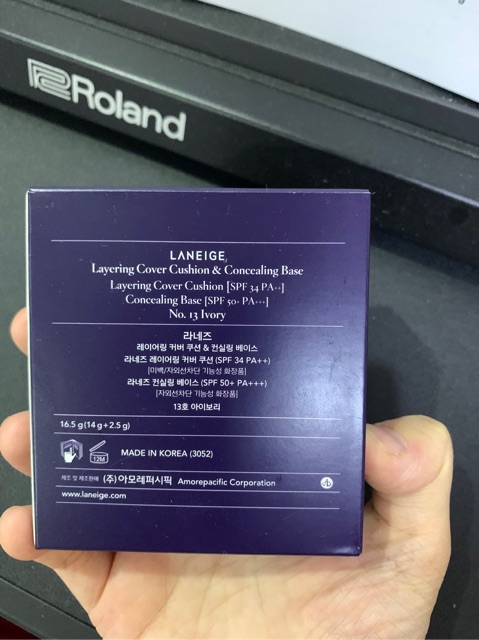 Roland
LANEIGE
Layering Cover Cushion & Concealing Base
Layering Cover Cushion [SPF 34 PA++]
Concealing Base [SPF 50+ PA+++]
No. 13 Ivory
라네즈
레이어링 커버 쿠션 & 컨실링 베이스
라네즈 레이어링 커버 쿠션 (SPF 34 PA++)
[미백/자외선차단 기능성 화장품]
라네즈 컨실링 베이스 (SPF 50+ PA+++)
[자외선차단 기능성 화장품]
13호 아이보리
16.5 g (14 g + 2.5 g)
12M
MADE IN KOREA (3052)
제조 및 제조판매 (주)아모레퍼시픽 Amorepacific Corporation
www.laneige.com